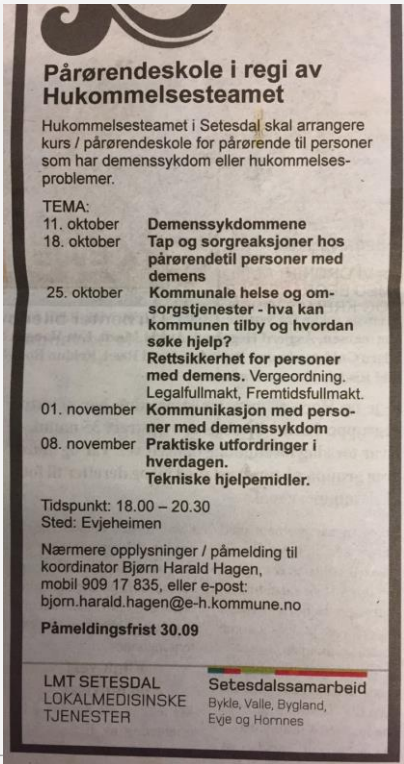 Pårørendeskole i regi av
Hukommelsesteamet
Hukommelsesteamet i Setesdal skal arrangere
kurs / pårørendeskole for pårørende til personer
som har demenssykdom eller hukommelses-
problemer.
TEMA:
11. oktober Demenssykdommene
18. oktober Tap og sorgreaksjoner hos
pårørendetil personer med
demens
25. oktober Kommunale helse og om-
sorgstjenester - hva kan
kommunen tilby og hvordan
søke hjelp?
Rettsikkerhet for personer
med demens. Vergeordning.
Legalfullmakt, Fremtidsfullmakt.
01. november Kommunikasjon med perso-
ner med demenssykdom
08. november Praktiske utfordringer i
hverdagen.
Tekniske hjelpemidler.
Tidspunkt: 18.00 – 20.30
Sted: Evjeheimen
Nærmere opplysninger / påmelding til
koordinator Bjørn Harald Hagen,
mobil 909 17 835, eller e-post:
bjorn.harald.hagen@e-h.kommune.no
Påmeldingsfrist 30.09
LMT SETESDAL
LOKALMEDISINSKE
TJENESTER
Setesdalssamarbeid
Bykle, Valle, Bygland,
Evje og Hornnes